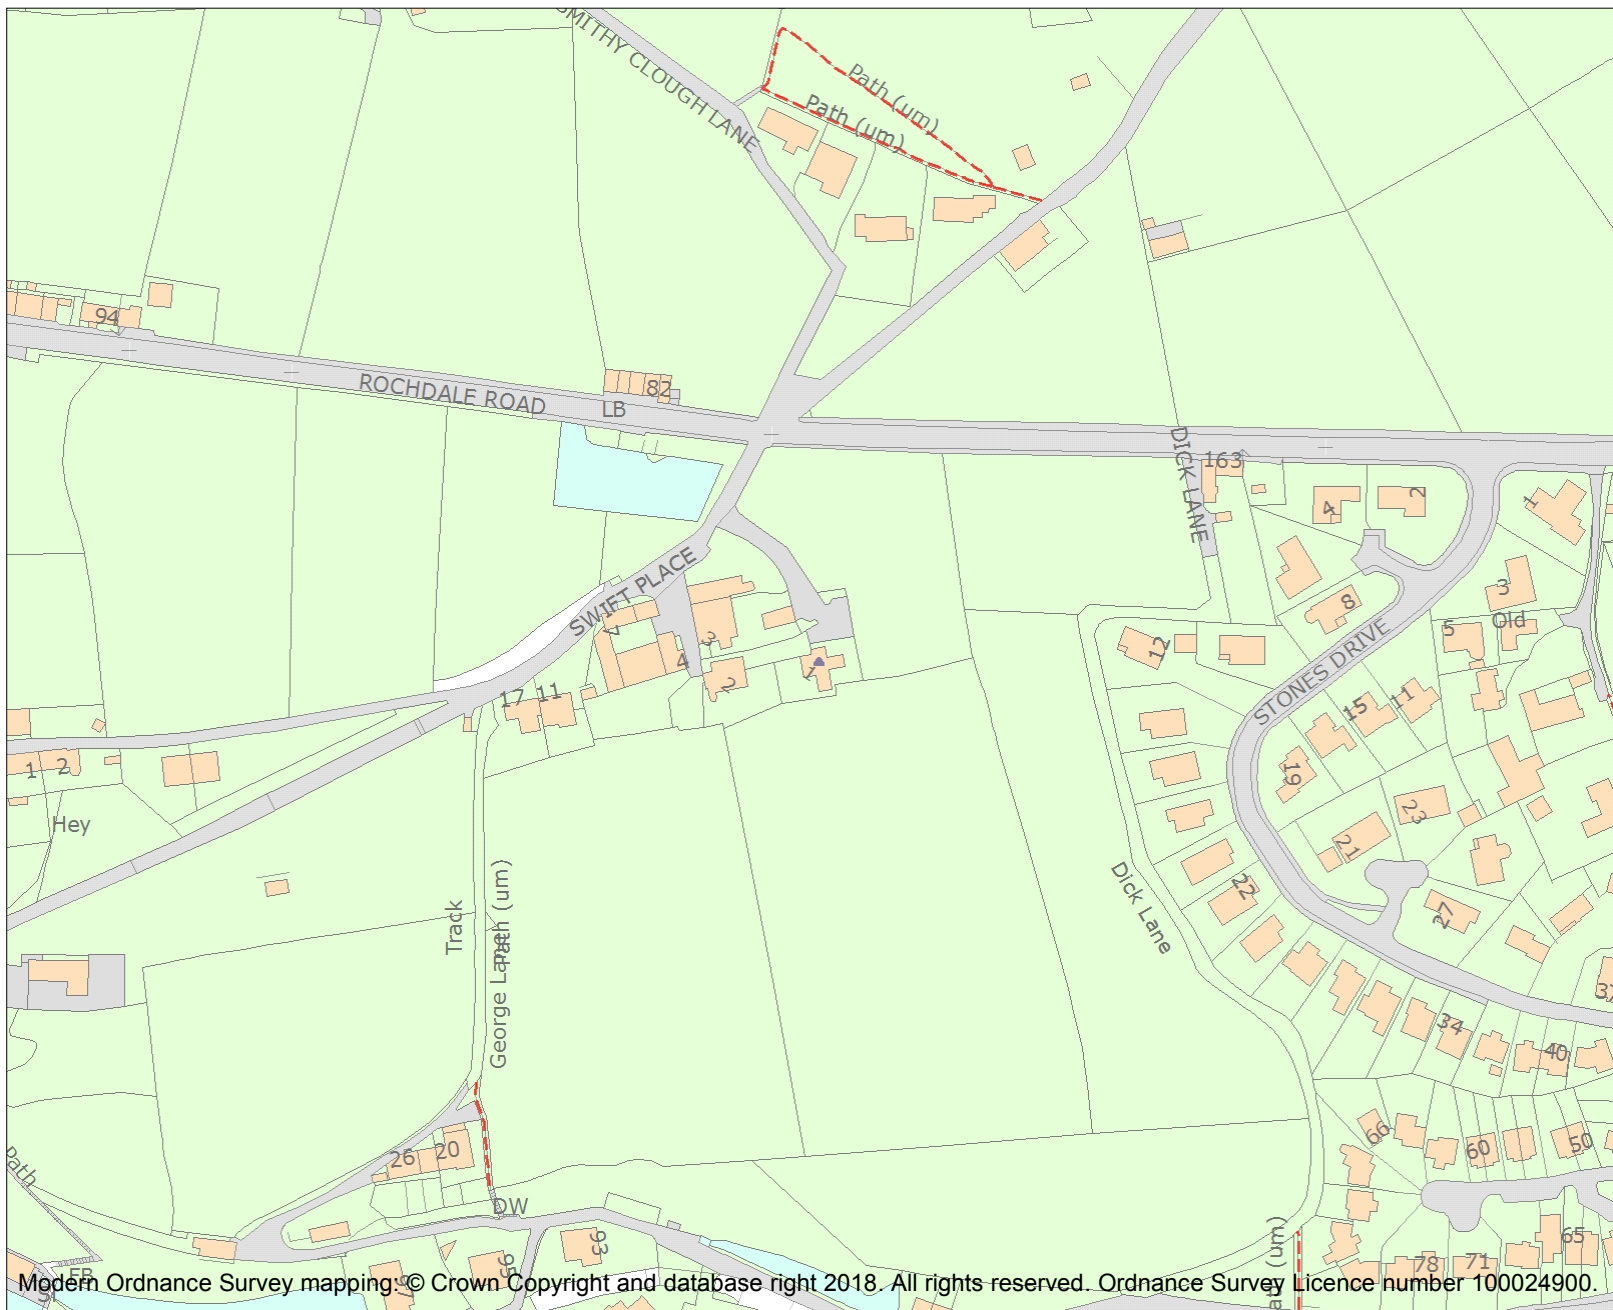 SMITHY CLOUGH LANE
Path (um)
Path (um)
94
ROCHDALE ROAD
82
LB
DICK LANE
163
4
2
1
SWIFT PLACE
7
3
4
2
1
17 11
12
8
3
5
Old
STONES DRIVE
15
11
19
23
21
22
27
1
2
Hey
Track
George Lane
Path (um)
Dick Lane
37
34
40
66
60
50
26
20
DW
Path
93
95
97
65
78
71
FB
Modern Ordnance Survey mapping: © Crown Copyright and database right 2018. All rights reserved. Ordnance Survey Licence number 100024900.